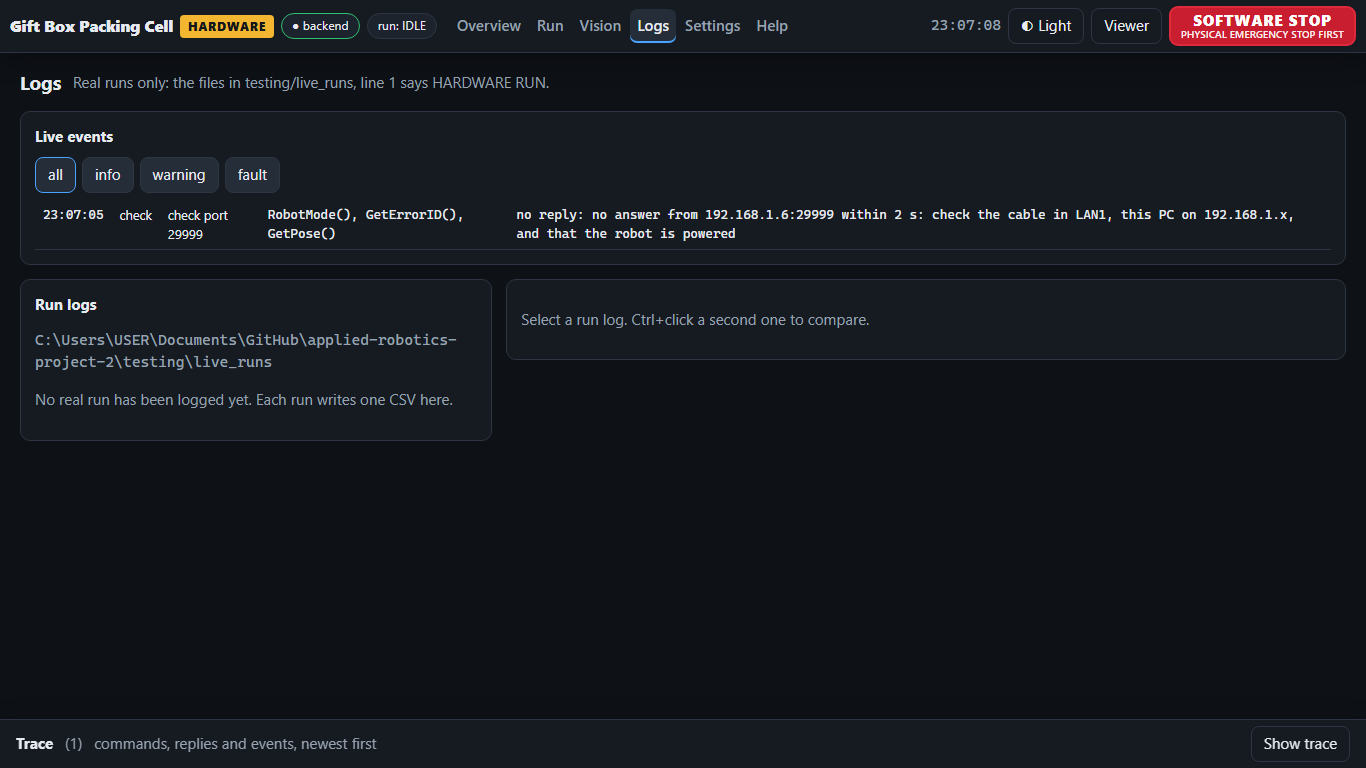 Gift Box Packing Cell HARDWARE ● backend run: IDLE Overview Run Vision Logs Settings Help 23:07:08 ◐ Light Viewer SOFTWARE STOP
PHYSICAL EMERGENCY STOP FIRST
Logs Real runs only: the files in testing/live_runs, line 1 says HARDWARE RUN.
Live events
all info warning fault
23:07:05 check check port RobotMode(), GetErrorID(), no reply: no answer from 192.168.1.6:29999 within 2 s: check the cable in LAN1, this PC on 192.168.1.x,
29999 GetPose() and that the robot is powered
Run logs
C:\Users\USER\Documents\GitHub\applied-robotics-
project-2\testing\live_runs
No real run has been logged yet. Each run writes one CSV here.
Select a run log. Ctrl+click a second one to compare.
Trace (1) commands, replies and events, newest first Show trace